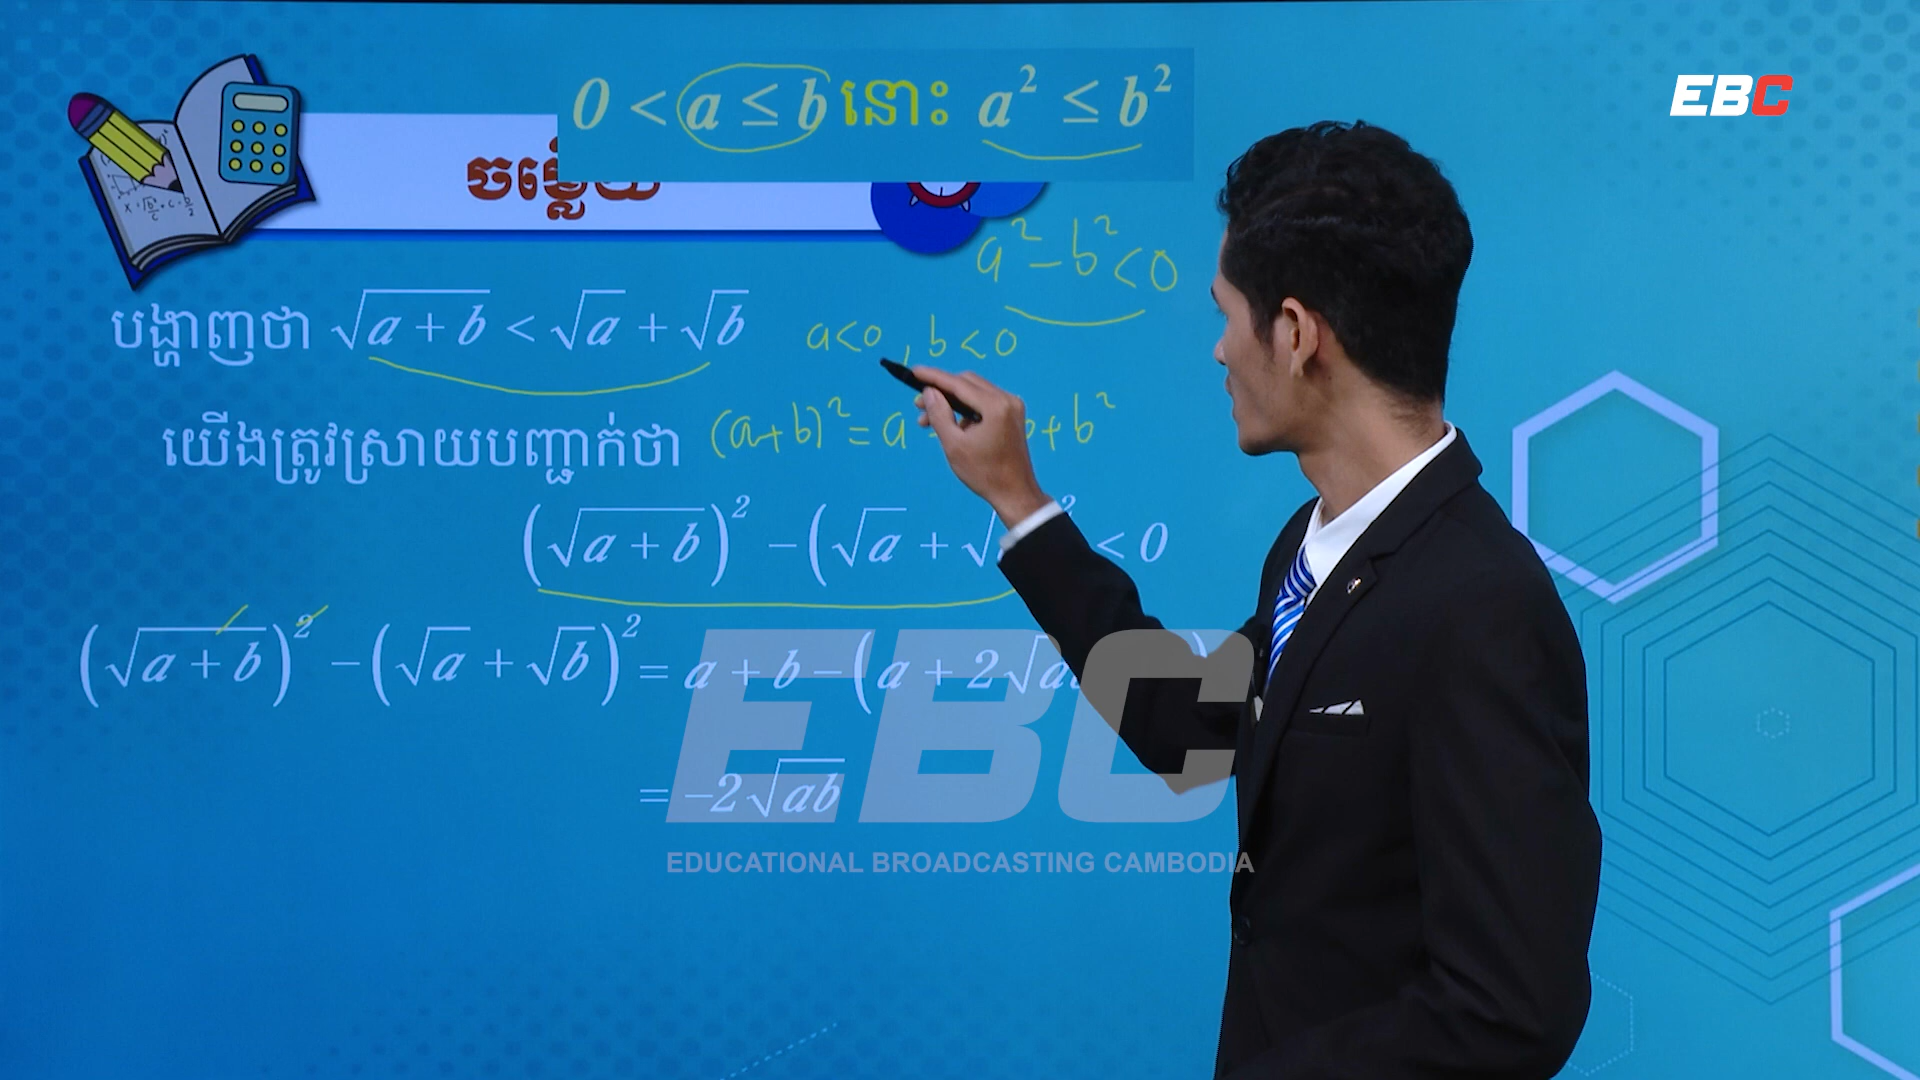 EBC
0 < a ≤ b នោះ a² ≤ b²
ចម្លើយ
a² − b² < 0
បង្ហាញថា √(a + b) < √a + √b
a<0, b<0
យើងត្រូវស្រាយបញ្ជាក់ថា
(a+b)² = a + b²
(√(a + b))² − (√a + √ ² < 0
(√(a + b))² − (√a + √b)² = a + b − (a + 2√a )
= −2√ab
EBC
EDUCATIONAL BROADCASTING CAMBODIA